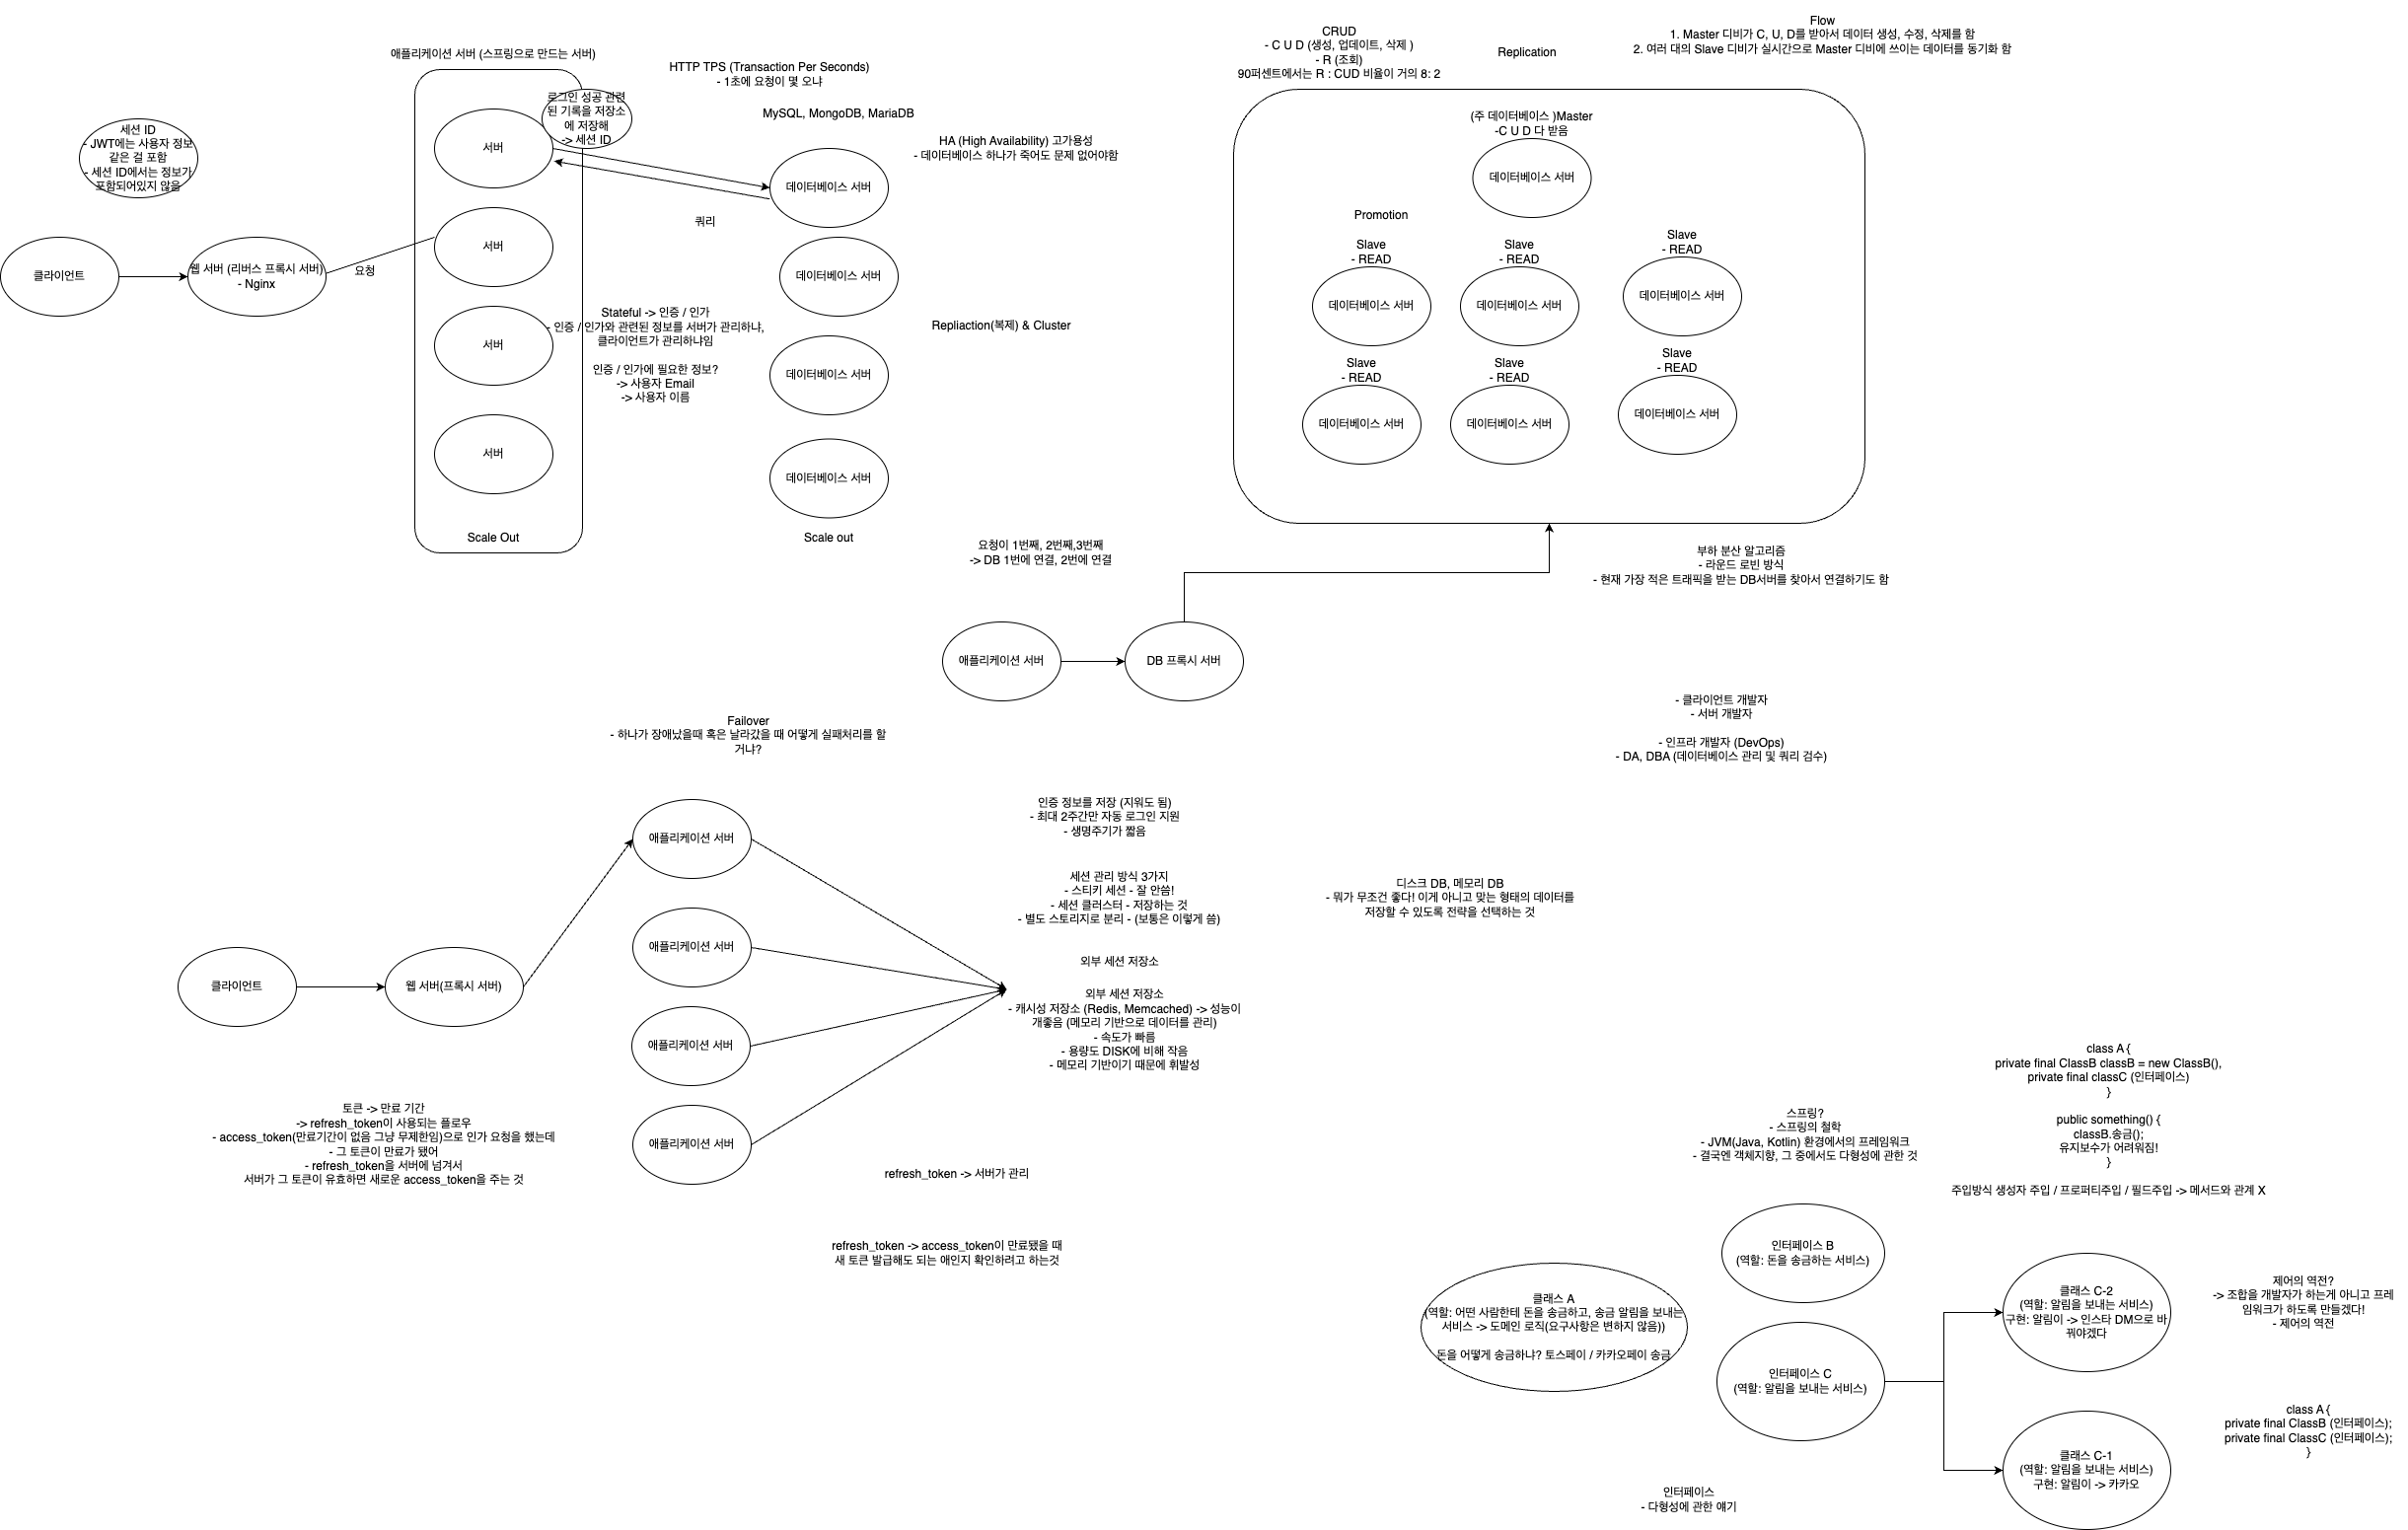 애플리케이션 서버 (스프링으로 만드는 서버)
HTTP TPS (Transaction Per Seconds)
- 1초에 요청이 몇 오냐
로그인 성공 관련
된 기록을 저장소
에 저장해
-> 세션 ID
MySQL, MongoDB, MariaDB
세션 ID
- JWT에는 사용자 정보
같은 걸 포함
- 세션 ID에서는 정보가
포함되어있지 않음
서버
서버
서버
서버
Scale Out
클라이언트
웹 서버 (리버스 프록시 서버)
- Nginx
요청
쿼리
HA (High Availability) 고가용성
- 데이터베이스 하나가 죽어도 문제 없어야함
데이터베이스 서버
데이터베이스 서버
데이터베이스 서버
데이터베이스 서버
Scale out
Stateful -> 인증 / 인가
- 인증 / 인가와 관련된 정보를 서버가 관리하냐,
클라이언트가 관리하냐임
인증 / 인가에 필요한 정보?
-> 사용자 Email
-> 사용자 이름
Repliaction(복제) & Cluster
CRUD
- C U D (생성, 업데이트, 삭제 )
- R (조회)
90퍼센트에서는 R : CUD 비율이 거의 8: 2
Replication
Flow
1. Master 디비가 C, U, D를 받아서 데이터 생성, 수정, 삭제를 함
2. 여러 대의 Slave 디비가 실시간으로 Master 디비에 쓰이는 데이터를 동기화 함
(주 데이터베이스 )Master
-C U D 다 받음
데이터베이스 서버
Promotion
Slave
- READ
데이터베이스 서버
Slave
- READ
데이터베이스 서버
Slave
- READ
데이터베이스 서버
Slave
- READ
데이터베이스 서버
Slave
- READ
데이터베이스 서버
Slave
- READ
데이터베이스 서버
요청이 1번째, 2번째,3번째
-> DB 1번에 연결, 2번에 연결
부하 분산 알고리즘
- 라운드 로빈 방식
- 현재 가장 적은 트래픽을 받는 DB서버를 찾아서 연결하기도 함
애플리케이션 서버
DB 프록시 서버
- 클라이언트 개발자
- 서버 개발자
- 인프라 개발자 (DevOps)
- DA, DBA (데이터베이스 관리 및 쿼리 검수)
Failover
- 하나가 장애났을때 혹은 날라갔을 때 어떻게 실패처리를 할
거냐?
클라이언트
웹 서버(프록시 서버)
애플리케이션 서버
애플리케이션 서버
애플리케이션 서버
애플리케이션 서버
인증 정보를 저장 (지워도 됨)
- 최대 2주간만 자동 로그인 지원
- 생명주기가 짧음
세션 관리 방식 3가지
- 스티키 세션 - 잘 안씀!
- 세션 클러스터 - 저장하는 것
- 별도 스토리지로 분리 - (보통은 이렇게 씀)
외부 세션 저장소
외부 세션 저장소
- 캐시성 저장소 (Redis, Memcached) -> 성능이
개좋음 (메모리 기반으로 데이터를 관리)
- 속도가 빠름
- 용량도 DISK에 비해 작음
- 메모리 기반이기 때문에 휘발성
디스크 DB, 메모리 DB
- 뭐가 무조건 좋다! 이게 아니고 맞는 형태의 데이터를
저장할 수 있도록 전략을 선택하는 것
토큰 -> 만료 기간
-> refresh_token이 사용되는 플로우
- access_token(만료기간이 없음 그냥 무제한임)으로 인가 요청을 했는데
- 그 토큰이 만료가 됐어
- refresh_token을 서버에 넘겨서
서버가 그 토큰이 유효하면 새로운 access_token을 주는 것
refresh_token -> 서버가 관리
refresh_token -> access_token이 만료됐을 때
새 토큰 발급해도 되는 애인지 확인하려고 하는것
class A {
private final ClassB classB = new ClassB(),
private final classC (인터페이스)
}
public something() {
classB.송금();
유지보수가 어려워짐!
}
스프링?
- 스프링의 철학
- JVM(Java, Kotlin) 환경에서의 프레임워크
- 결국엔 객체지향, 그 중에서도 다형성에 관한 것
주입방식 생성자 주입 / 프로퍼티주입 / 필드주입 -> 메서드와 관계 X
클래스 A
(역할: 어떤 사람한테 돈을 송금하고, 송금 알림을 보내는
서비스 -> 도메인 로직(요구사항은 변하지 않음))
돈을 어떻게 송금하냐? 토스페이 / 카카오페이 송금
인터페이스 B
(역할: 돈을 송금하는 서비스)
인터페이스 C
(역할: 알림을 보내는 서비스)
클래스 C-2
(역할: 알림을 보내는 서비스)
구현: 알림이 -> 인스타 DM으로 바
꿔야겠다
제어의 역전?
-> 조합을 개발자가 하는게 아니고 프레
임워크가 하도록 만들겠다!
- 제어의 역전
class A {
private final ClassB (인터페이스);
private final ClassC (인터페이스);
}
클래스 C-1
(역할: 알림을 보내는 서비스)
구현: 알림이 -> 카카오
인터페이스
- 다형성에 관한 얘기